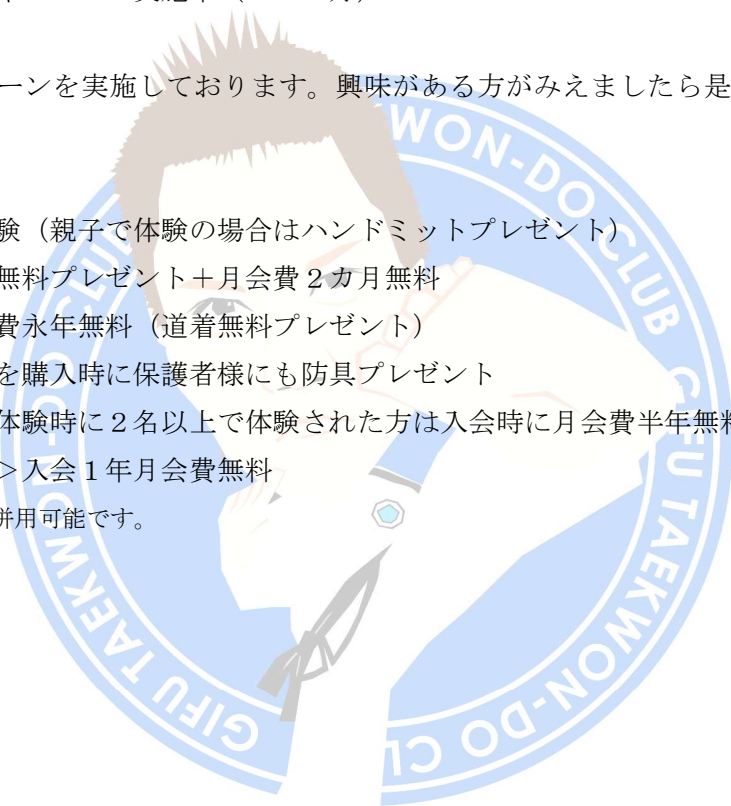 ーンを実施しております。興味がある方がみえましたら是
験（親子で体験の場合はハンドミットプレゼント）
無料プレゼント＋月会費２カ月無料
費永年無料（道着無料プレゼント）
を購入時に保護者様にも防具プレゼント
体験時に２名以上で体験された方は入会時に月会費半年無料
＞入会１年月会費無料
併用可能です。
GIFU TAEKWON-DO CLUB GIFU TAEKWON-DO CLUB